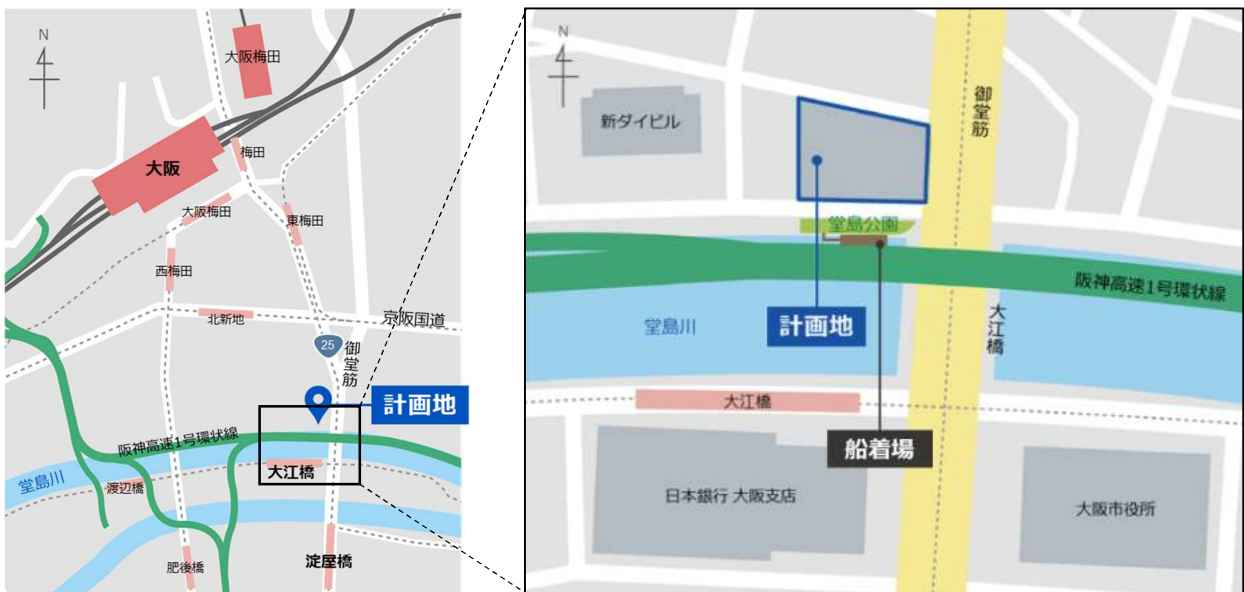 N
大阪梅田
大阪
梅田
大阪梅田
東梅田
西梅田
北新地
京阪国道
25
御堂筋
計画地
阪神高速1号環状線
堂島川
渡辺橋
大江橋
肥後橋
淀屋橋
N
新ダイビル
御堂筋
堂島公園
阪神高速1号環状線
堂島川
計画地
大江橋
大江橋
船着場
日本銀行 大阪支店
大阪市役所